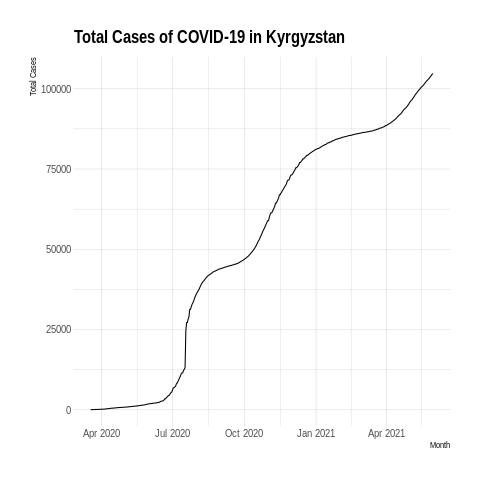 Total Cases of COVID-19 in Kyrgyzstan
Total Cases
100000
75000
50000
25000
0
Apr 2020 Jul 2020 Oct 2020 Jan 2021 Apr 2021
Month